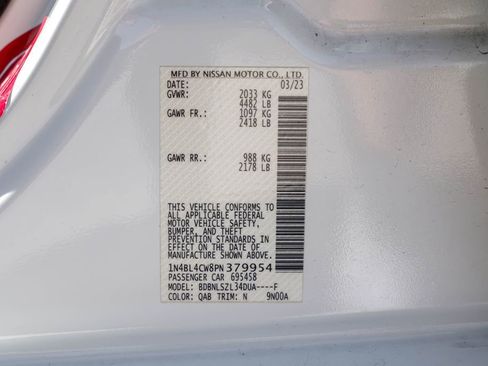 MFD BY NISSAN MOTOR CO., LTD.
DATE: 03/23
GVWR: 2033 KG
4482 LB
GAWR FR.: 1097 KG
2418 LB
GAWR RR.: 988 KG
2178 LB
THIS VEHICLE CONFORMS TO
ALL APPLICABLE FEDERAL
MOTOR VEHICLE SAFETY,
BUMPER, AND THEFT
PREVENTION STANDARDS IN
EFFECT ON THE DATE OF
MANUFACTURE SHOWN ABOVE.
1N4BL4CW8PN379954
PASSENGER CAR 695458
MODEL: BDBNLSZL34DUA----F
COLOR: QAB TRIM: N 9N00A